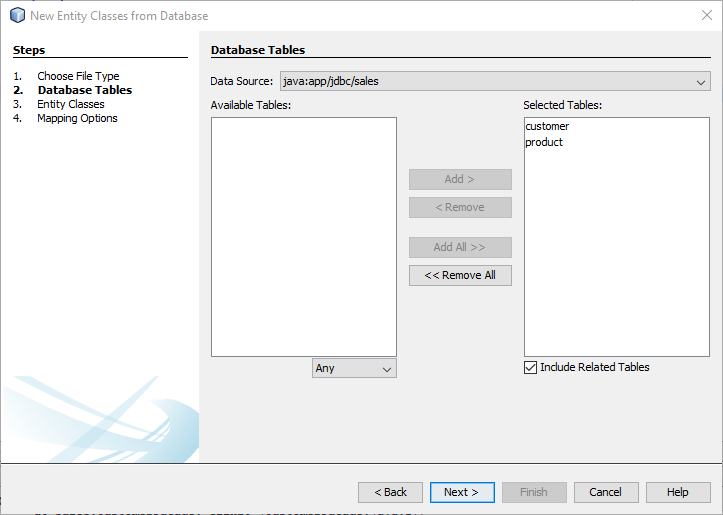 New Entity Classes from Database
Steps
1. Choose File Type
2. Database Tables
3. Entity Classes
4. Mapping Options
Database Tables
Data Source: java:app/jdbc/sales
Available Tables:
Selected Tables:
customer
product
Add >
< Remove
Add All >>
<< Remove All
Any
Include Related Tables
< Back
Next >
Finish
Cancel
Help